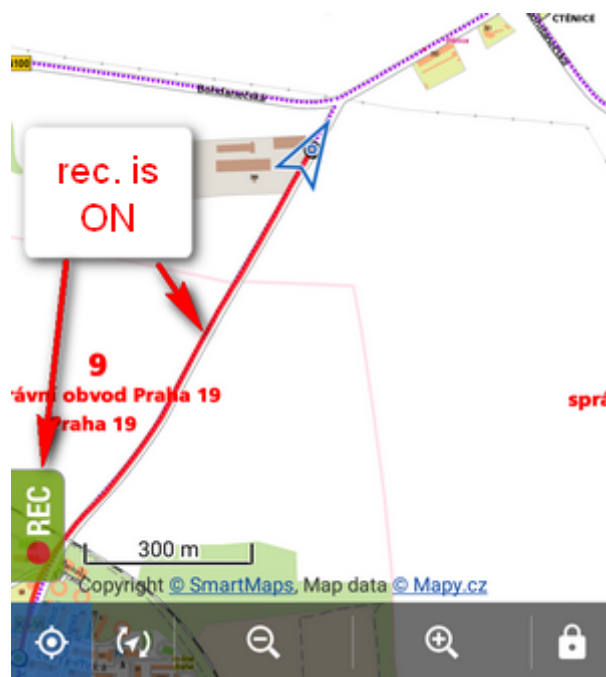 CTĚNICE
100
Bohdanečská
rec. is
ON
9
rávní obvod Praha 19
Praha 19
sprá
REC
300 m
Copyright © SmartMaps, Map data © Mapy.cz